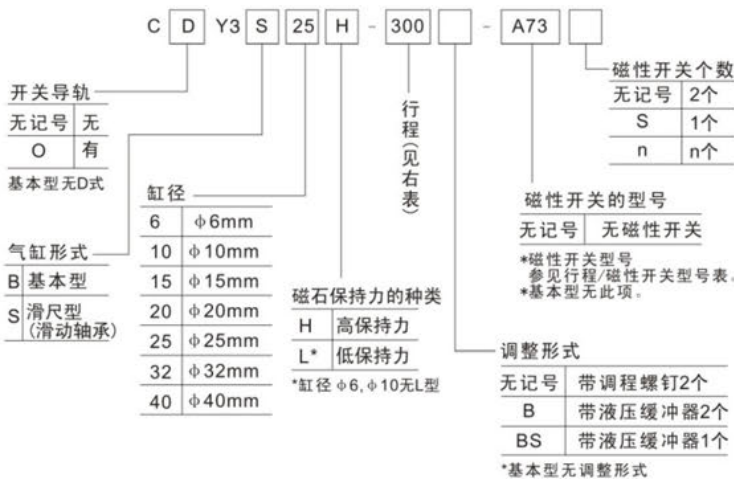 C D Y3 S 25 H - 300 - A73
开关导轨
无记号 无
O 有
基本型无D式
气缸形式
B 基本型
S 滑尺型
(滑动轴承)
缸径
6 φ6mm
10 φ10mm
15 φ15mm
20 φ20mm
25 φ25mm
32 φ32mm
40 φ40mm
磁石保持力的种类
H 高保持力
L* 低保持力
*缸径φ6,φ10无L型
行程(见右表)
调整形式
无记号 带调程螺钉2个
B 带液压缓冲器2个
BS 带液压缓冲器1个
*基本型无调整形式
磁性开关的型号
无记号 无磁性开关
*磁性开关型号
参见行程/磁性开关型号表。
*基本型无此项。
磁性开关个数
无记号 2个
S 1个
n n个